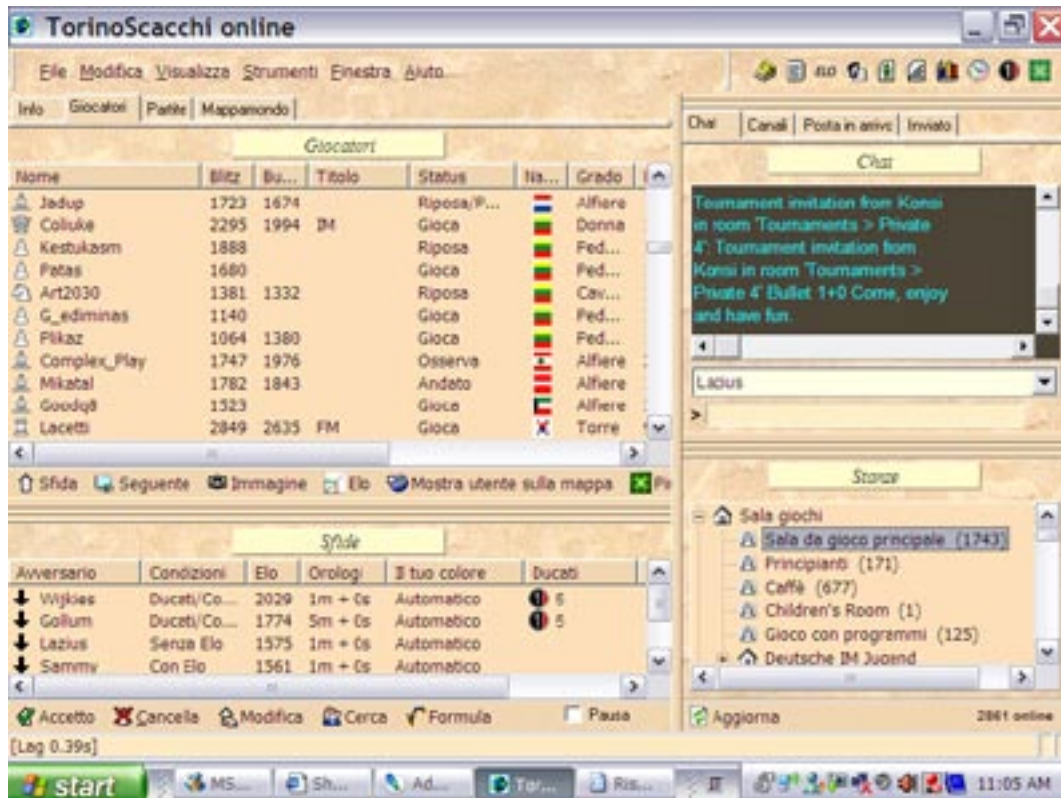 TorinoScacchi online
File Modifica Visualizza Strumenti Finestra Aiuto
Info Giocatori Partite Mappamondo
Giocatori
Nome Blitz Bu... Titolo Status Na... Grado
Jadup 1723 1674 Riposa/P... Alfiere
Coliuke 2295 1994 IM Gioca Donna
Kestukasm 1888 Riposa Ped...
Patas 1680 Gioca Ped...
Art2030 1381 1332 Riposa Cav...
G_ediminas 1140 Gioca Ped...
Plikaz 1064 1380 Gioca Ped...
Complex_Play 1747 1976 Osserva Alfiere
Mikatal 1782 1843 Andato Alfiere
Goodq8 1523 Gioca Alfiere
Lacetti 2849 2635 FM Gioca Torre
Sfida Seguente Immagine Elo Mostra utente sulla mappa
Sfide
Avversario Condizioni Elo Orologi Il tuo colore Ducati
Wijkies Ducati/Co... 2029 1m + 0s Automatico
Gollum Ducati/Co... 1774 5m + 0s Automatico 5
Lazius Senza Elo 1575 1m + 0s Automatico
Sammy Con Elo 1561 1m + 0s Automatico
Accetto Cancella Modifica Cerca Formula Pausa
[Lag 0.39s]
Chat Canali Posta in arrivo Inviato
Chat
Tournament invitation from Konsi
in room 'Tournaments > Private
4': Tournament invitation from
Konsi in room 'Tournaments >
Private 4' Bullet 1+0 Come, enjoy
and have fun.
Lazius
>
Stanze
Sala giochi
Sala da gioco principale (1743)
Principianti (171)
Caffè (677)
Children's Room (1)
Gioco con programmi (125)
Deutsche IM Jugend
Aggiorna 2861 online
start MS... Sh... Ad... Tor... Ris... IT 11:05 AM